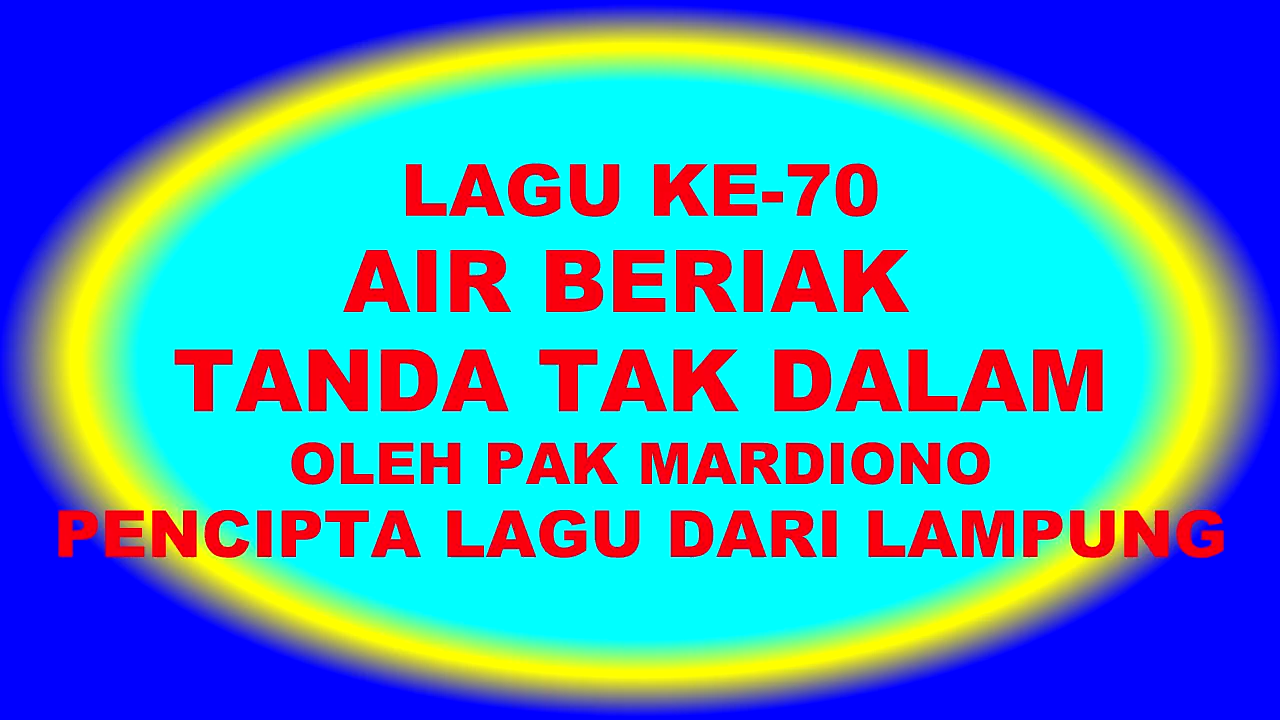 LAGU KE-70
AIR BERIAK
TANDA TAK DALAM
OLEH PAK MARDIONO
PENCIPTA LAGU DARI LAMPUNG